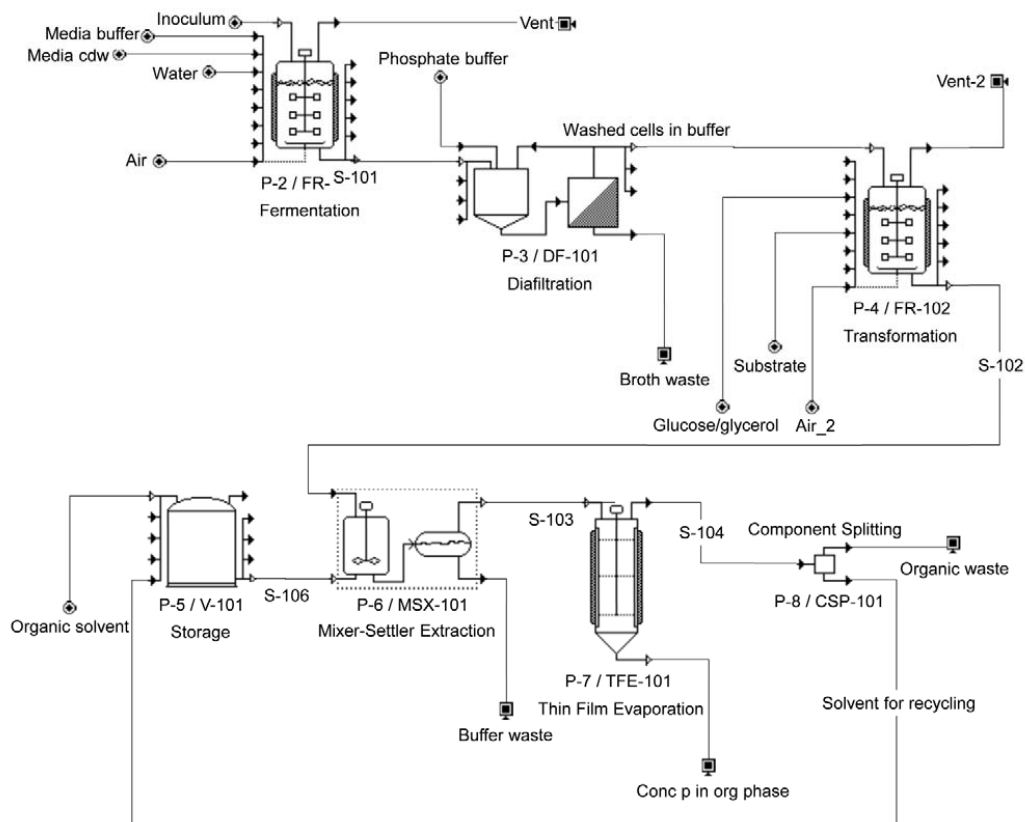 Inoculum
Vent
Media buffer
Media cdw
Phosphate buffer
Water
Vent-2
Washed cells in buffer
Air
S-101
P-2 / FR-
Fermentation
P-3 / DF-101
Diafiltration
P-4 / FR-102
Transformation
Substrate
S-102
Broth waste
Glucose/glycerol
Air_2
S-103
S-104
Component Splitting
Organic waste
S-106
P-5 / V-101
Storage
P-6 / MSX-101
Mixer-Settler Extraction
P-8 / CSP-101
Organic solvent
P-7 / TFE-101
Thin Film Evaporation
Solvent for recycling
Buffer waste
Conc p in org phase